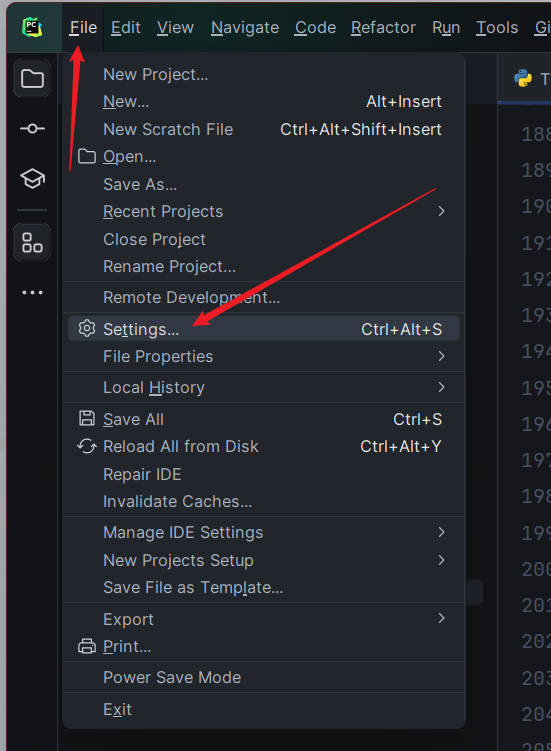 PC
File Edit View Navigate Code Refactor Run Tools Gi
New Project...
New... Alt+Insert
New Scratch File Ctrl+Alt+Shift+Insert
Open...
Save As...
Recent Projects
Close Project
Rename Project...
Remote Development...
Settings... Ctrl+Alt+S
File Properties
Local History
Save All Ctrl+S
Reload All from Disk Ctrl+Alt+Y
Repair IDE
Invalidate Caches...
Manage IDE Settings
New Projects Setup
Save File as Template...
Export
Print...
Power Save Mode
Exit
T
188
189
190
191
192
193
194
195
196
197
198
199
200
201
202
203
204